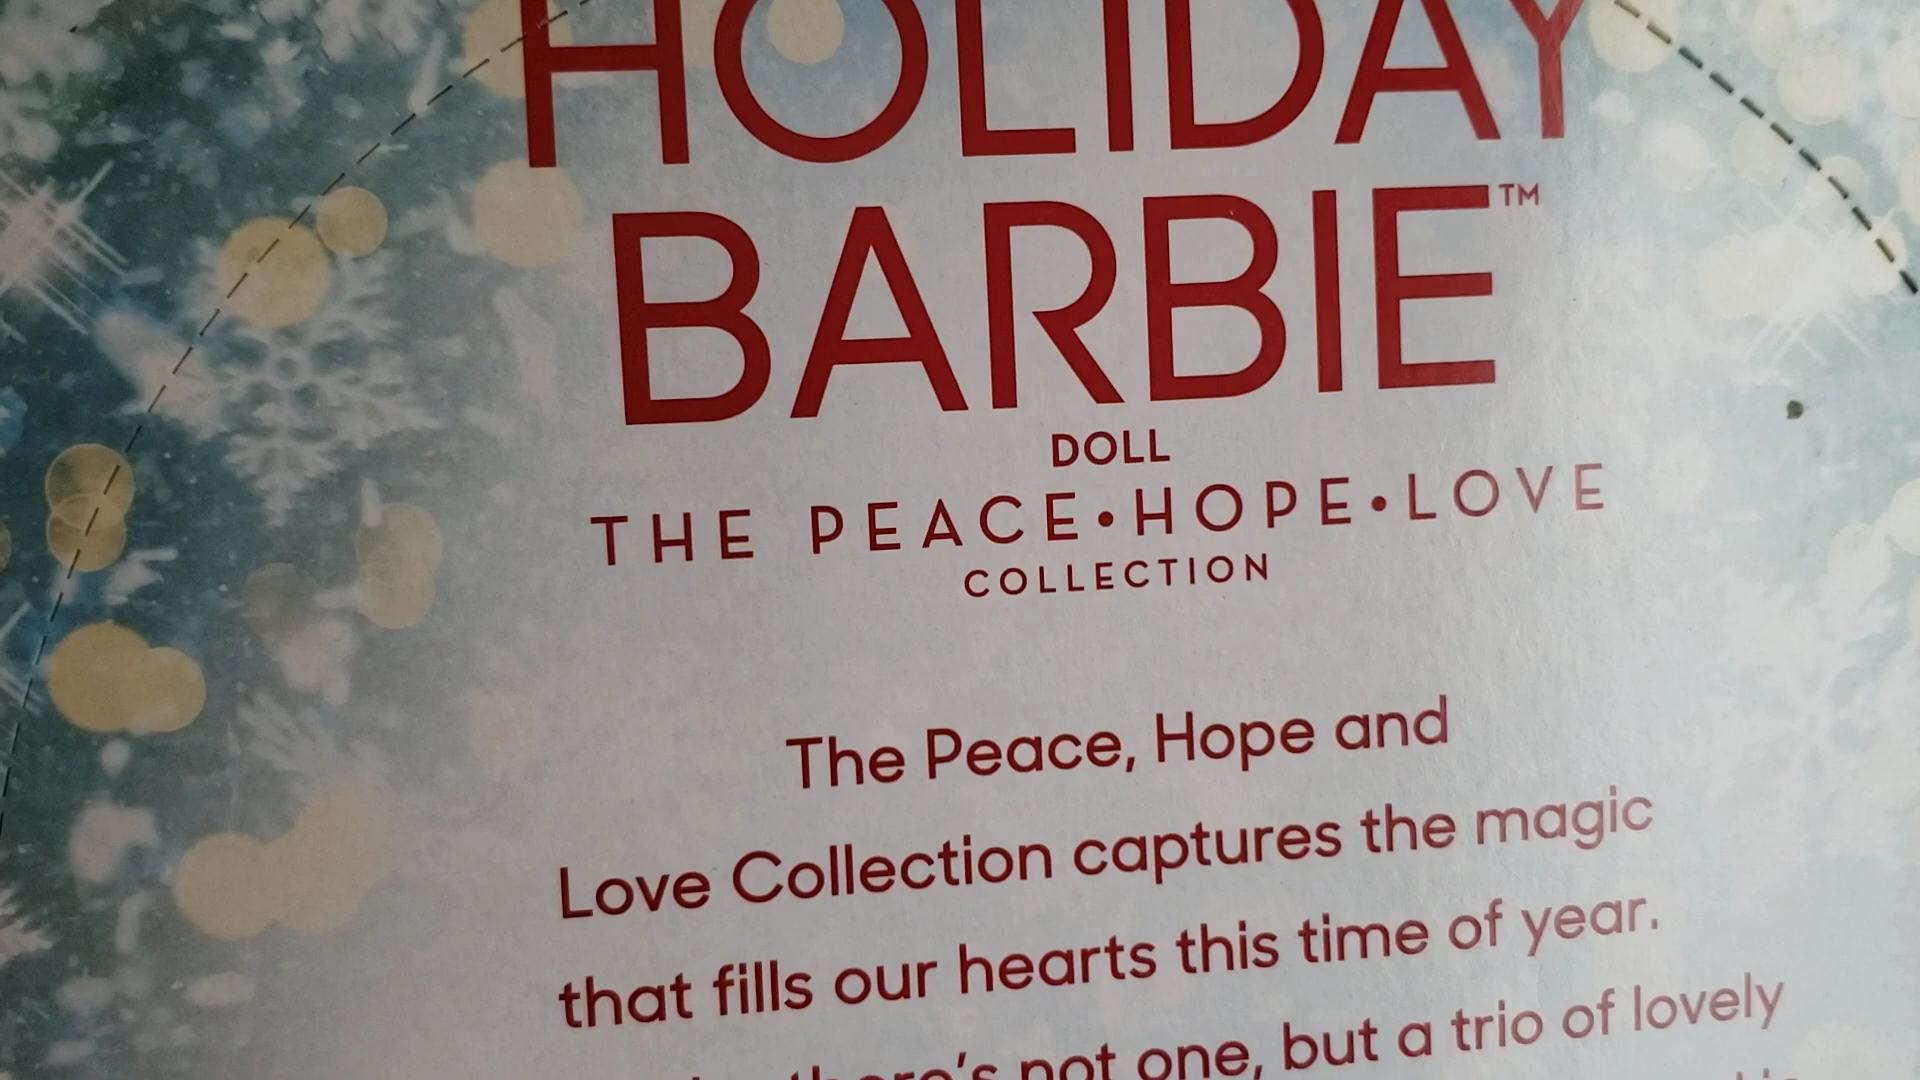 HOLIDAY
BARBIE™
DOLL
THE PEACE•HOPE•LOVE
COLLECTION
The Peace, Hope and
Love Collection captures the magic
that fills our hearts this time of year.
there's not one, but a trio of lovely